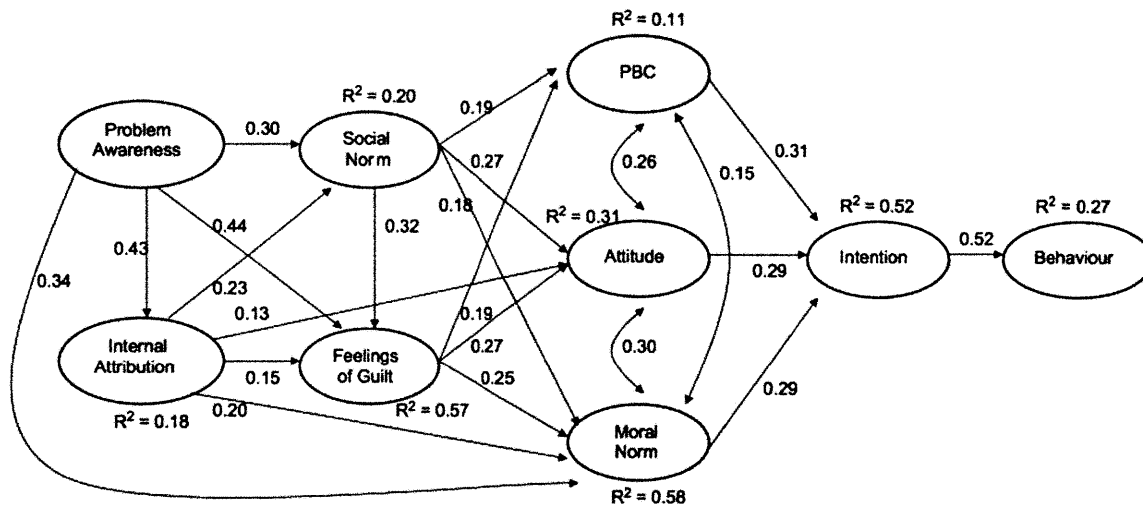 R² = 0.11
PBC
R² = 0.20
Problem
Awareness
0.30
Social
Norm
0.19
0.27
0.18
0.26
0.15
0.31
0.44
0.43
0.32
0.34
0.23
0.13
R² = 0.31
Attitude
0.29
R² = 0.52
Intention
0.52
R² = 0.27
Behaviour
0.19
0.27
0.25
0.30
0.29
Internal
Attribution
0.15
Feelings
of Guilt
R² = 0.18
0.20
R² = 0.57
Moral
Norm
R² = 0.58